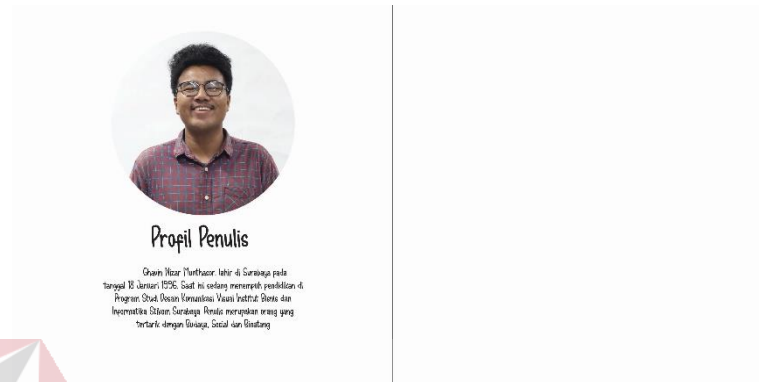 Profil Penulis
Ghavin Nizar Munthacor. lahir di Surabaya pada
tanggal 18 Januari 1996. Saat ini sedang menempuh pendidikan di
Program Studi Desain Komunikasi Visual Institut Bisnis dan
Informatika Stikom Surabaya Penulis merupakan orang yang
tertarik dengan Budaya, Sosial dan Binatang